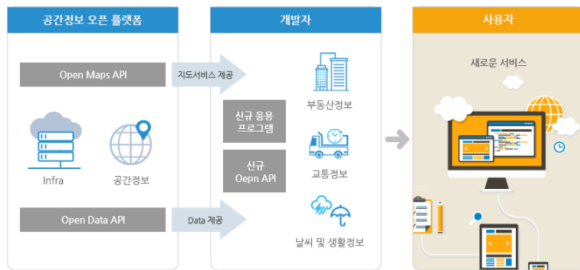 공간정보 오픈 플랫폼
Open Maps API
Infra
공간정보
Open Data API
지도서비스 제공
Data 제공
개발자
부동산정보
신규 응용
프로그램
신규
Oepn API
교통정보
날씨 및 생활정보
사용자
새로운 서비스